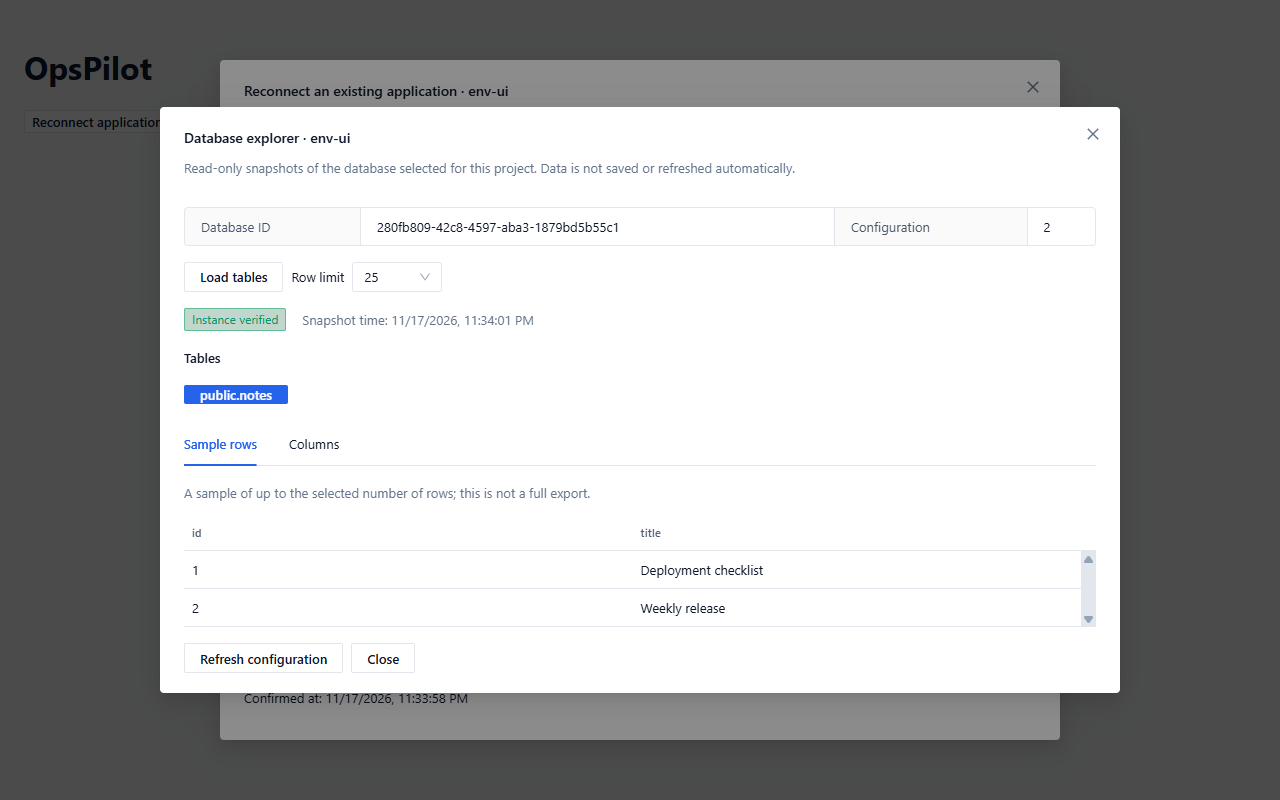 OpsPilot
Reconnect an existing application · env-ui
Reconnect application
Database explorer · env-ui
Read-only snapshots of the database selected for this project. Data is not saved or refreshed automatically.
Database ID 280fb809-42c8-4597-aba3-1879bd5b55c1 Configuration 2
Load tables Row limit 25
Instance verified Snapshot time: 11/17/2026, 11:34:01 PM
Tables
public.notes
Sample rows Columns
A sample of up to the selected number of rows; this is not a full export.
id title
1 Deployment checklist
2 Weekly release
Refresh configuration Close
Confirmed at: 11/17/2026, 11:33:58 PM